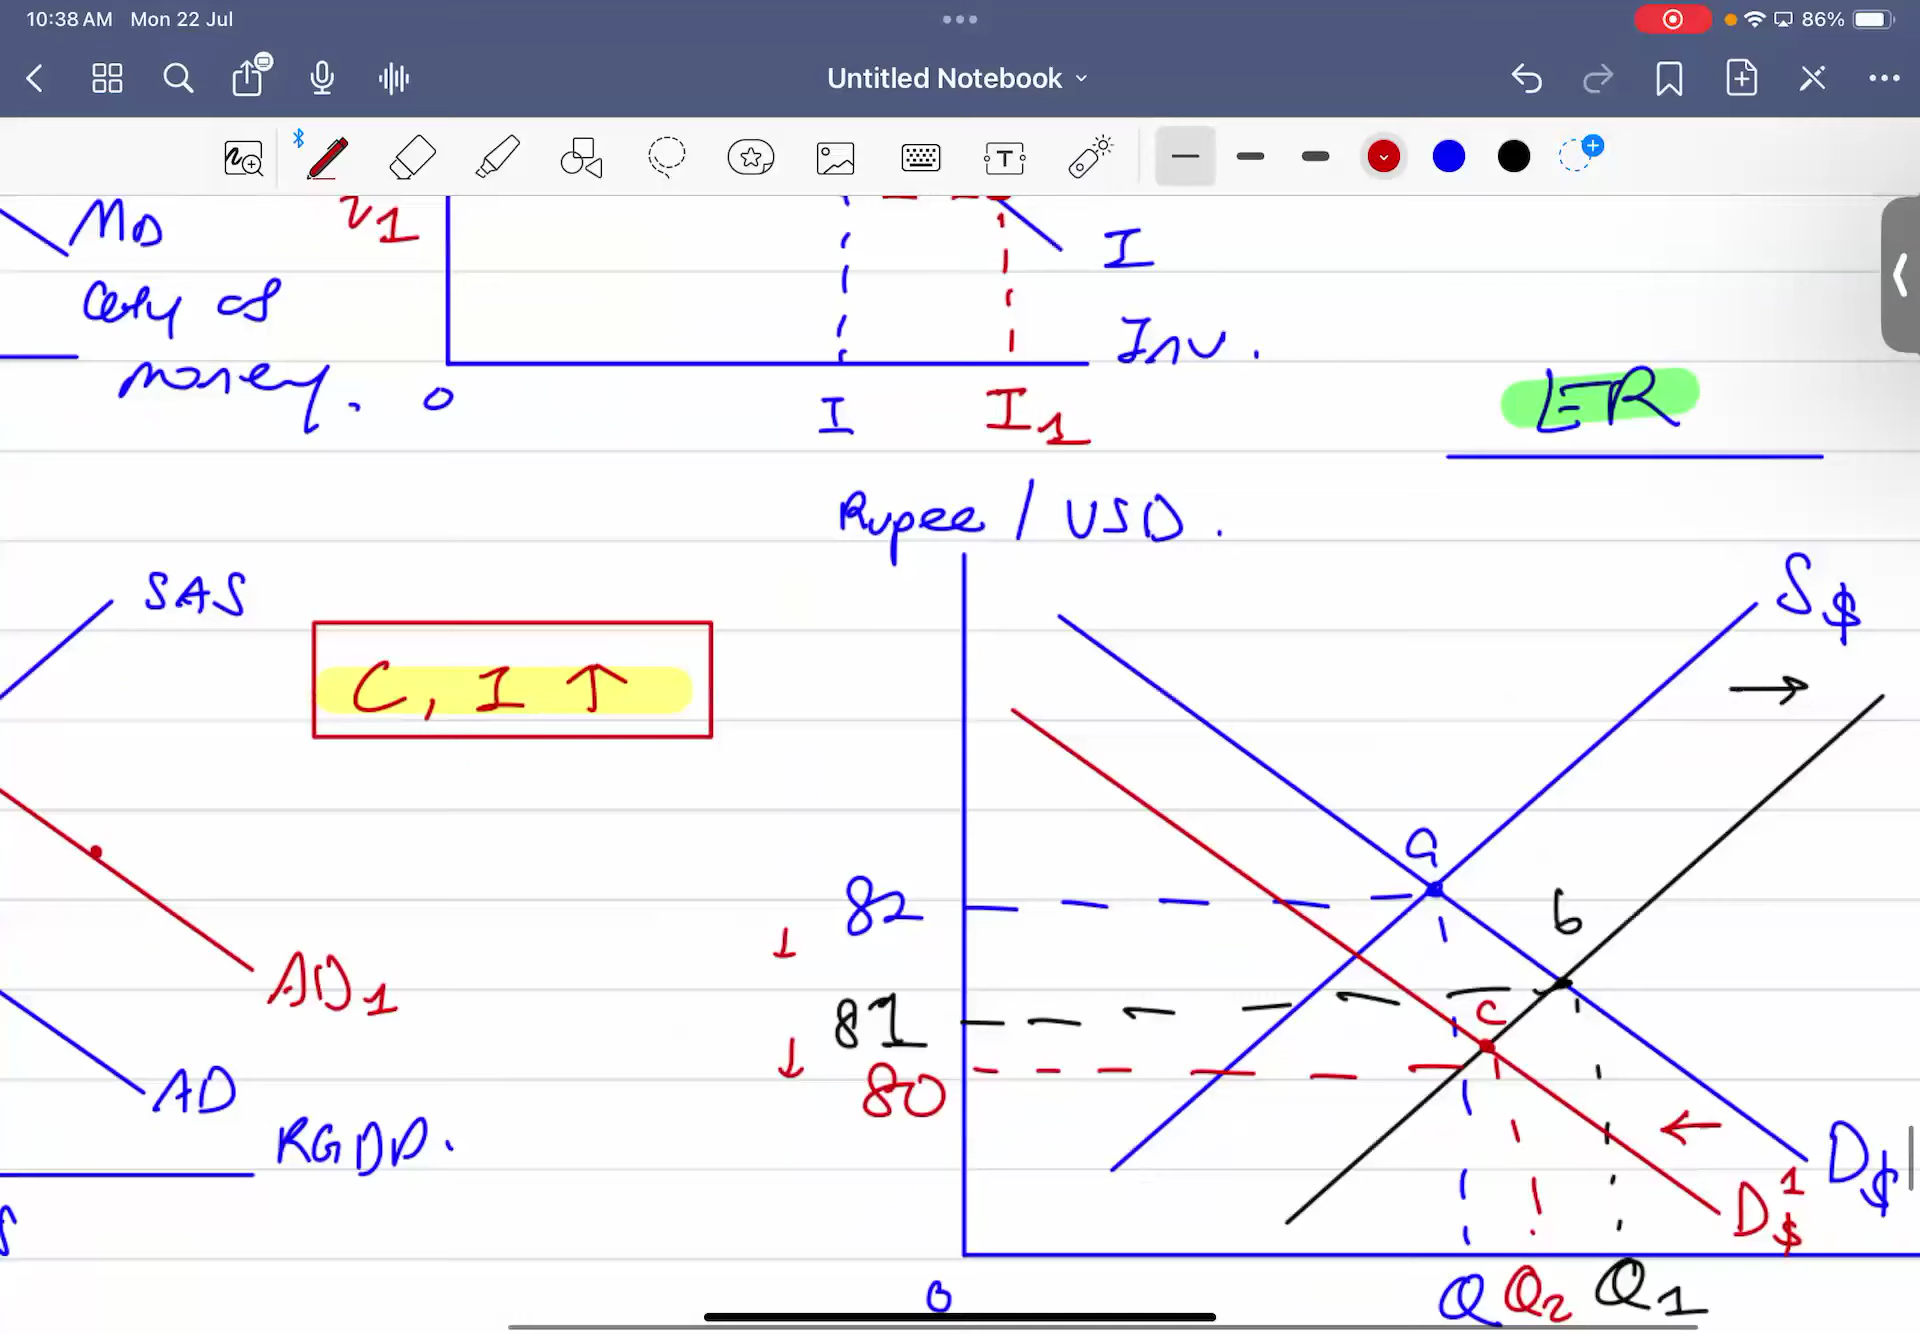 10:38 AM Mon 22 Jul
86%
Untitled Notebook
T
MD
r1
I
of
Inv.
money.
0
I
I1
ER
Rupee / USD.
SAS
S$
C, I ↑
→
a
82
b
↓
AD1
81
c
↓
80
AD
←
D$
RGDP.
D$1
0
Q Q2 Q1